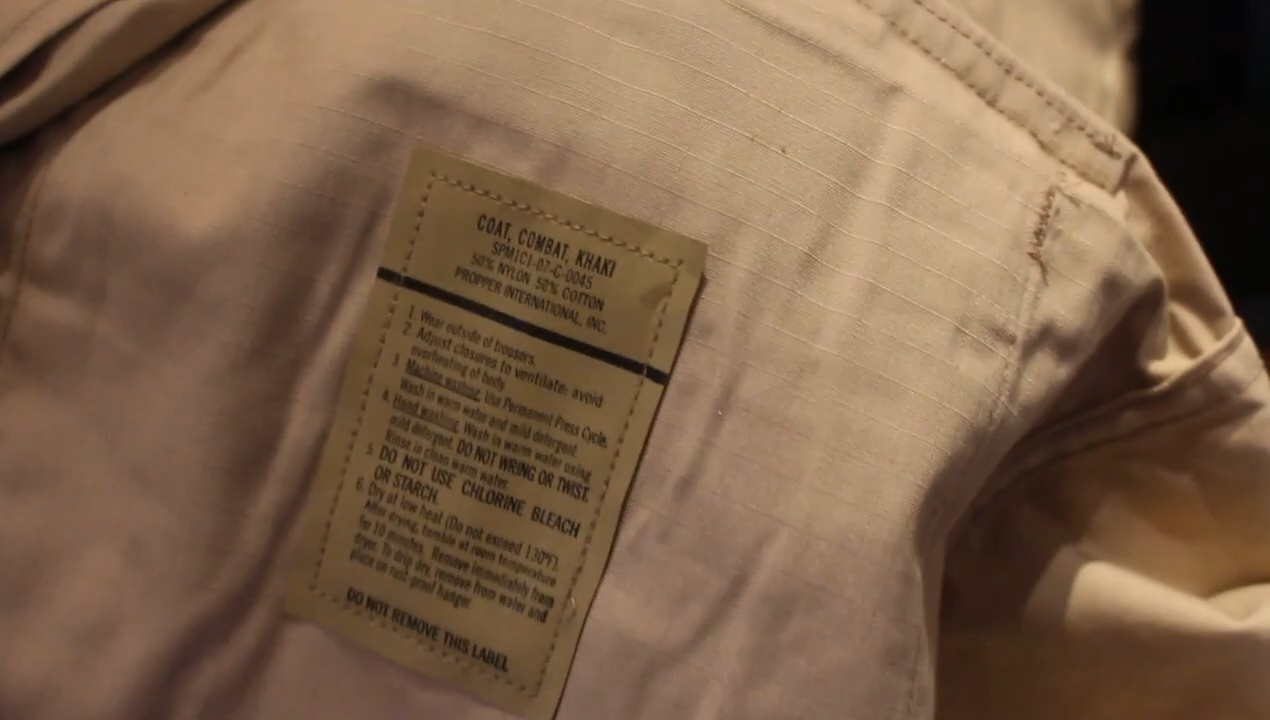 COAT, COMBAT, KHAKI
SPM1C1-07-G-0045
50% NYLON 50% COTTON
PROPPER INTERNATIONAL, INC.
1. Wear outside of trousers.
2. Adjust closures to ventilate: avoid
overheating of body.
3. Machine washing. Use Permanent Press Cycle.
Wash in warm water and mild detergent.
4. Hand washing. Wash in warm water using
mild detergent. DO NOT WRING OR TWIST.
Rinse in clean warm water.
5. DO NOT USE CHLORINE BLEACH
OR STARCH.
6. Dry at low heat (Do not exceed 130°F).
After drying, tumble at room temperature
for 10 minutes. Remove immediately from
dryer. To drip dry, remove from water and
place on rust-proof hanger.
DO NOT REMOVE THIS LABEL